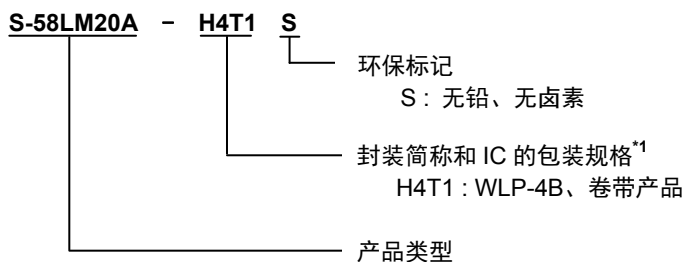 S-58LM20A － H4T1 S
环保标记
S : 无铅、无卤素
封装简称和 IC 的包装规格*1
H4T1 : WLP-4B、卷带产品
产品类型